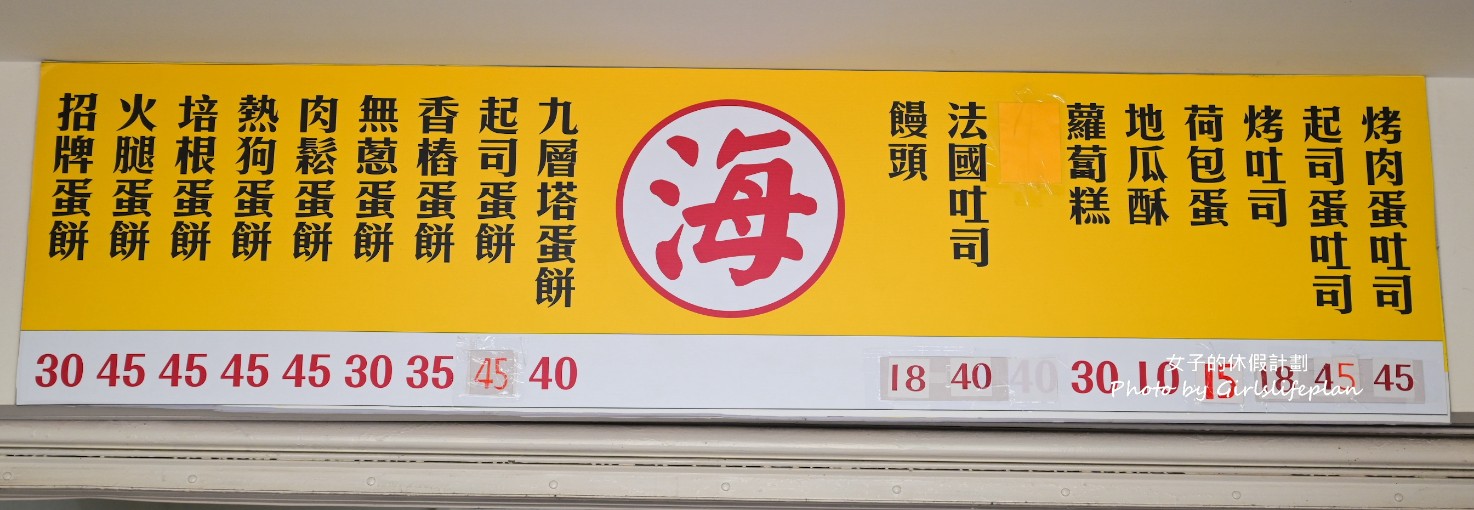 招牌蛋餅
火腿蛋餅
培根蛋餅
熱狗蛋餅
肉鬆蛋餅
無蔥蛋餅
香椿蛋餅
起司蛋餅
九層塔蛋餅
海
饅頭
法國吐司
蘿蔔糕
地瓜酥
荷包蛋
烤吐司
起司蛋吐司
烤肉蛋吐司
30 45 45 45 45 30 35 45 40
18 40 40 30 10 15 18 45 45
女子的休假計劃
Photo by Girlslifeplan